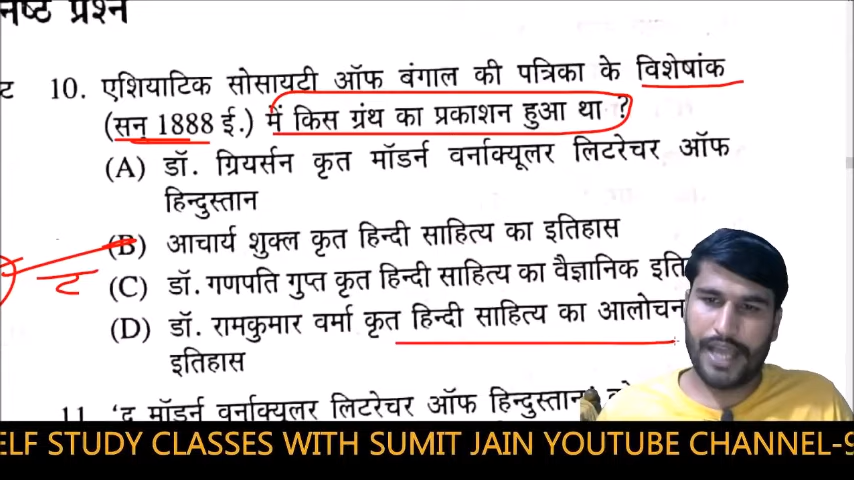 नष्ठ प्रश्न
10. एशियाटिक सोसायटी ऑफ बंगाल की पत्रिका के विशेषांक
(सन् 1888 ई.) में किस ग्रंथ का प्रकाशन हुआ था ?
(A) डॉ. ग्रियर्सन कृत मॉडर्न वर्नाक्यूलर लिटरेचर ऑफ
हिन्दुस्तान
(B) आचार्य शुक्ल कृत हिन्दी साहित्य का इतिहास
(C) डॉ. गणपति गुप्त कृत हिन्दी साहित्य का वैज्ञानिक इति
(D) डॉ. रामकुमार वर्मा कृत हिन्दी साहित्य का आलोचन
इतिहास
11. 'द मॉडर्न वर्नाक्यूलर लिटरेचर ऑफ हिन्दुस्तान'
ELF STUDY CLASSES WITH SUMIT JAIN YOUTUBE CHANNEL-9